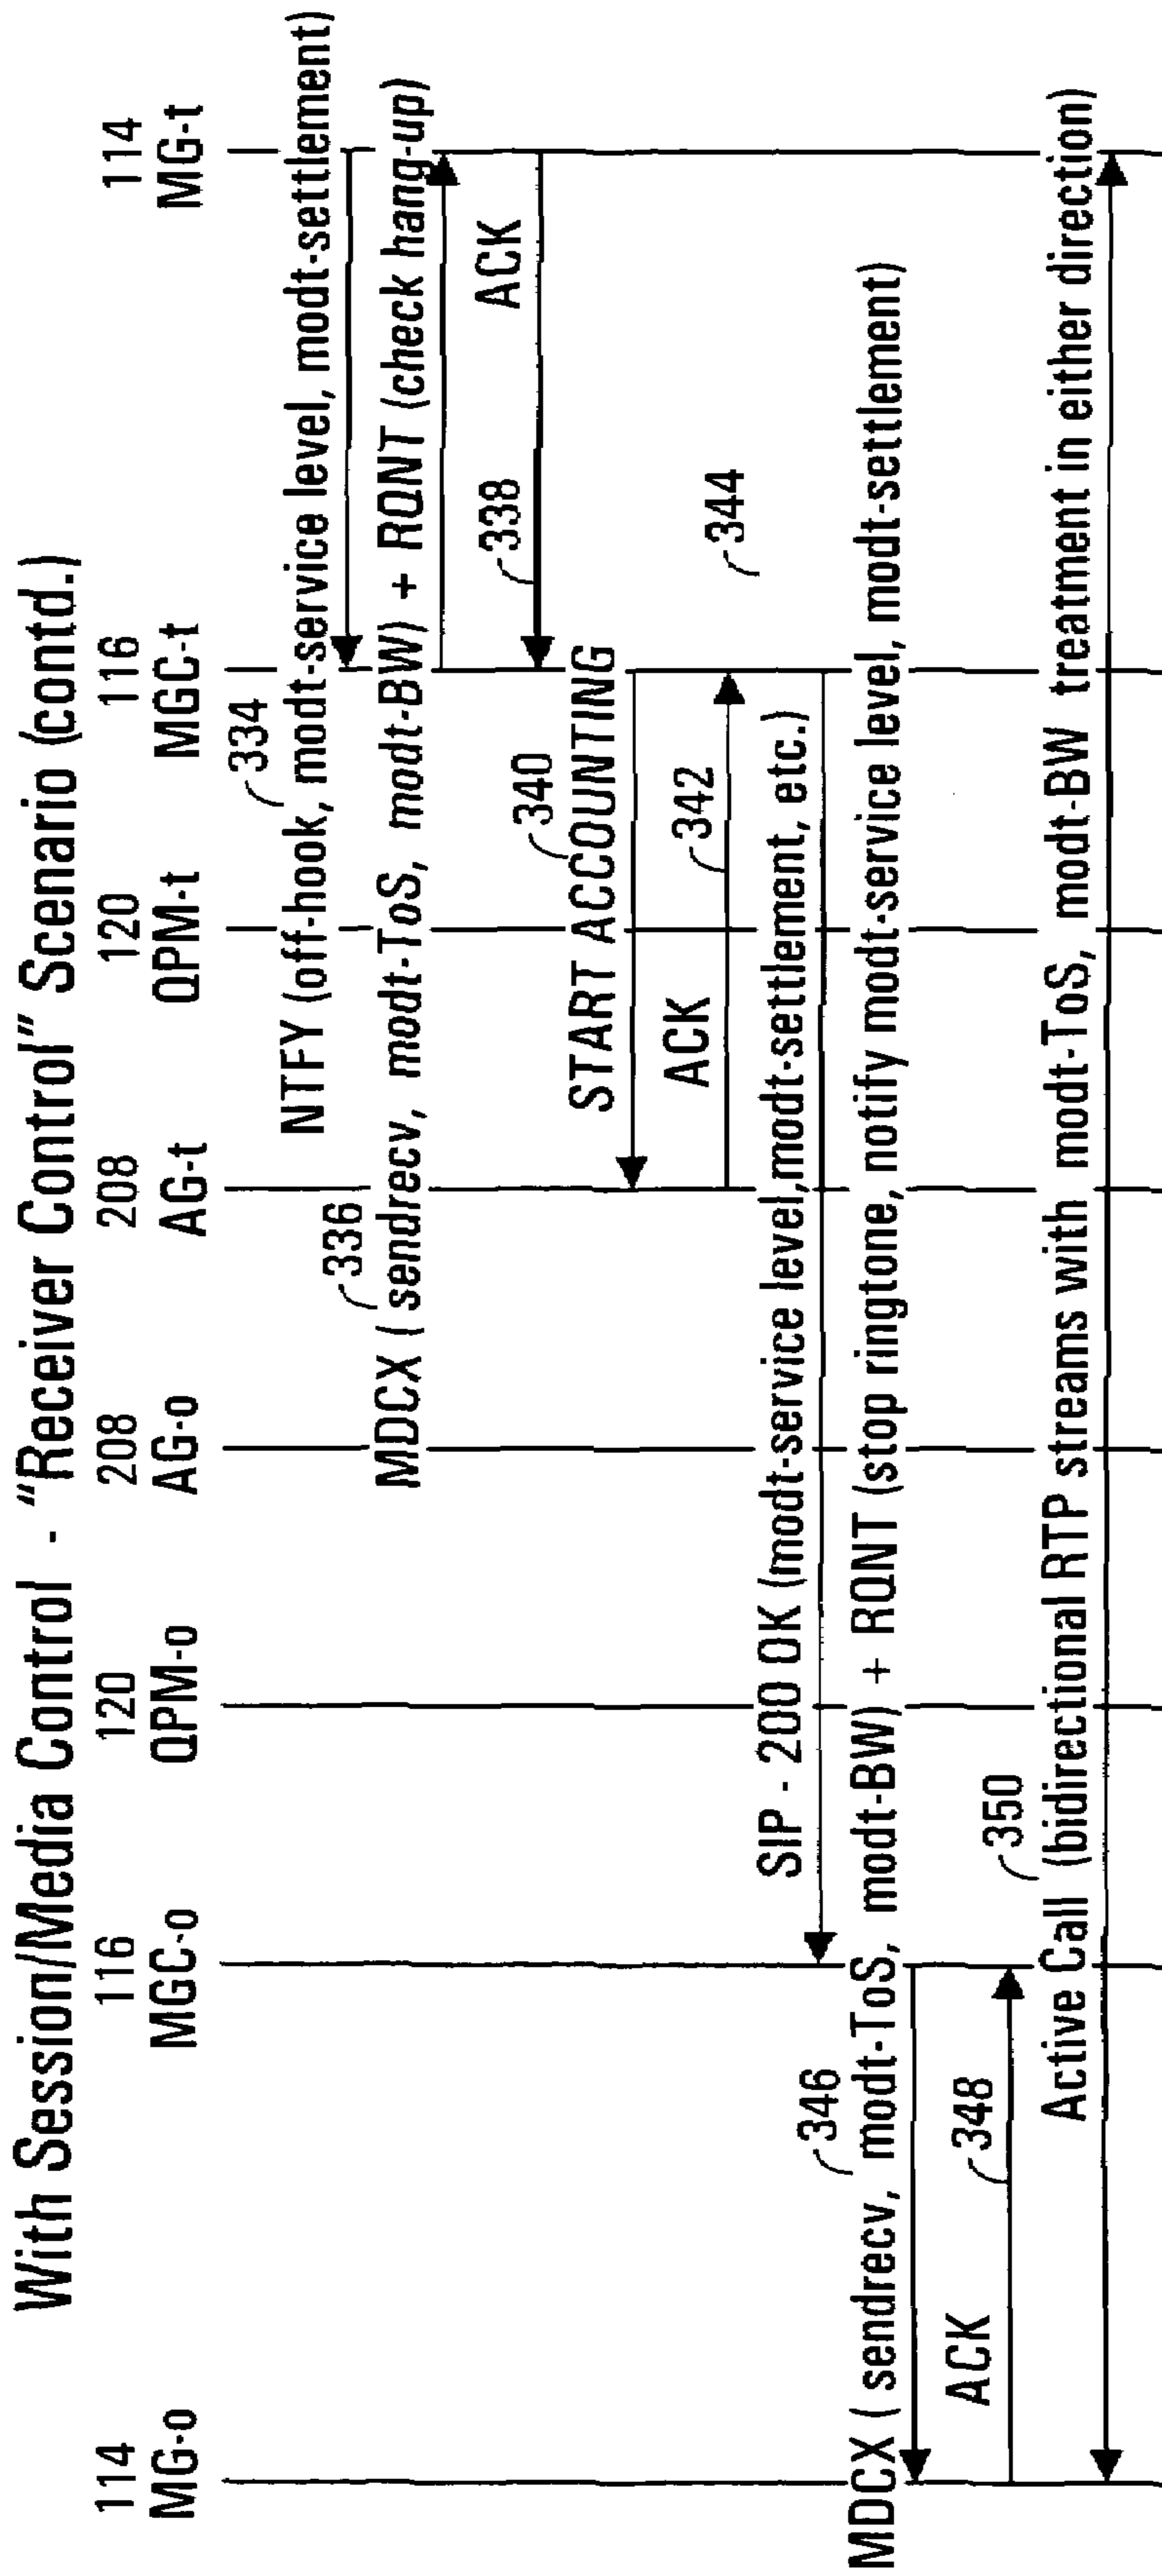 With Session/Media Control - "Receiver Control" Scenario (contd.)
114 116 120 208 208 120 116 114
MG-o MGC-o QPM-o AG-o AG-t QPM-t MGC-t MG-t
334
NTFY (off-hook, modt-service level, modt-settlement)
336
MDCX ( sendrecv, modt-ToS, modt-BW) + RQNT (check hang-up)
338
ACK
340
START ACCOUNTING
342
ACK
344
SIP - 200 OK (modt-service level,modt-settlement, etc.)
346
MDCX ( sendrecv, modt-ToS, modt-BW) + RQNT (stop ringtone, notify modt-service level, modt-settlement)
348
ACK
350
Active Call (bidirectional RTP streams with modt-ToS, modt-BW treatment in either direction)